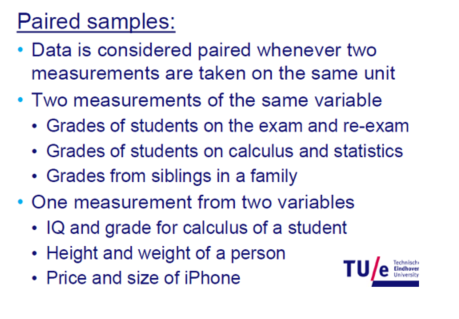 Paired samples:
• Data is considered paired whenever two
measurements are taken on the same unit
• Two measurements of the same variable
• Grades of students on the exam and re-exam
• Grades of students on calculus and statistics
• Grades from siblings in a family
• One measurement from two variables
• IQ and grade for calculus of a student
• Height and weight of a person
• Price and size of iPhone
TU/e
Eindhoven
University